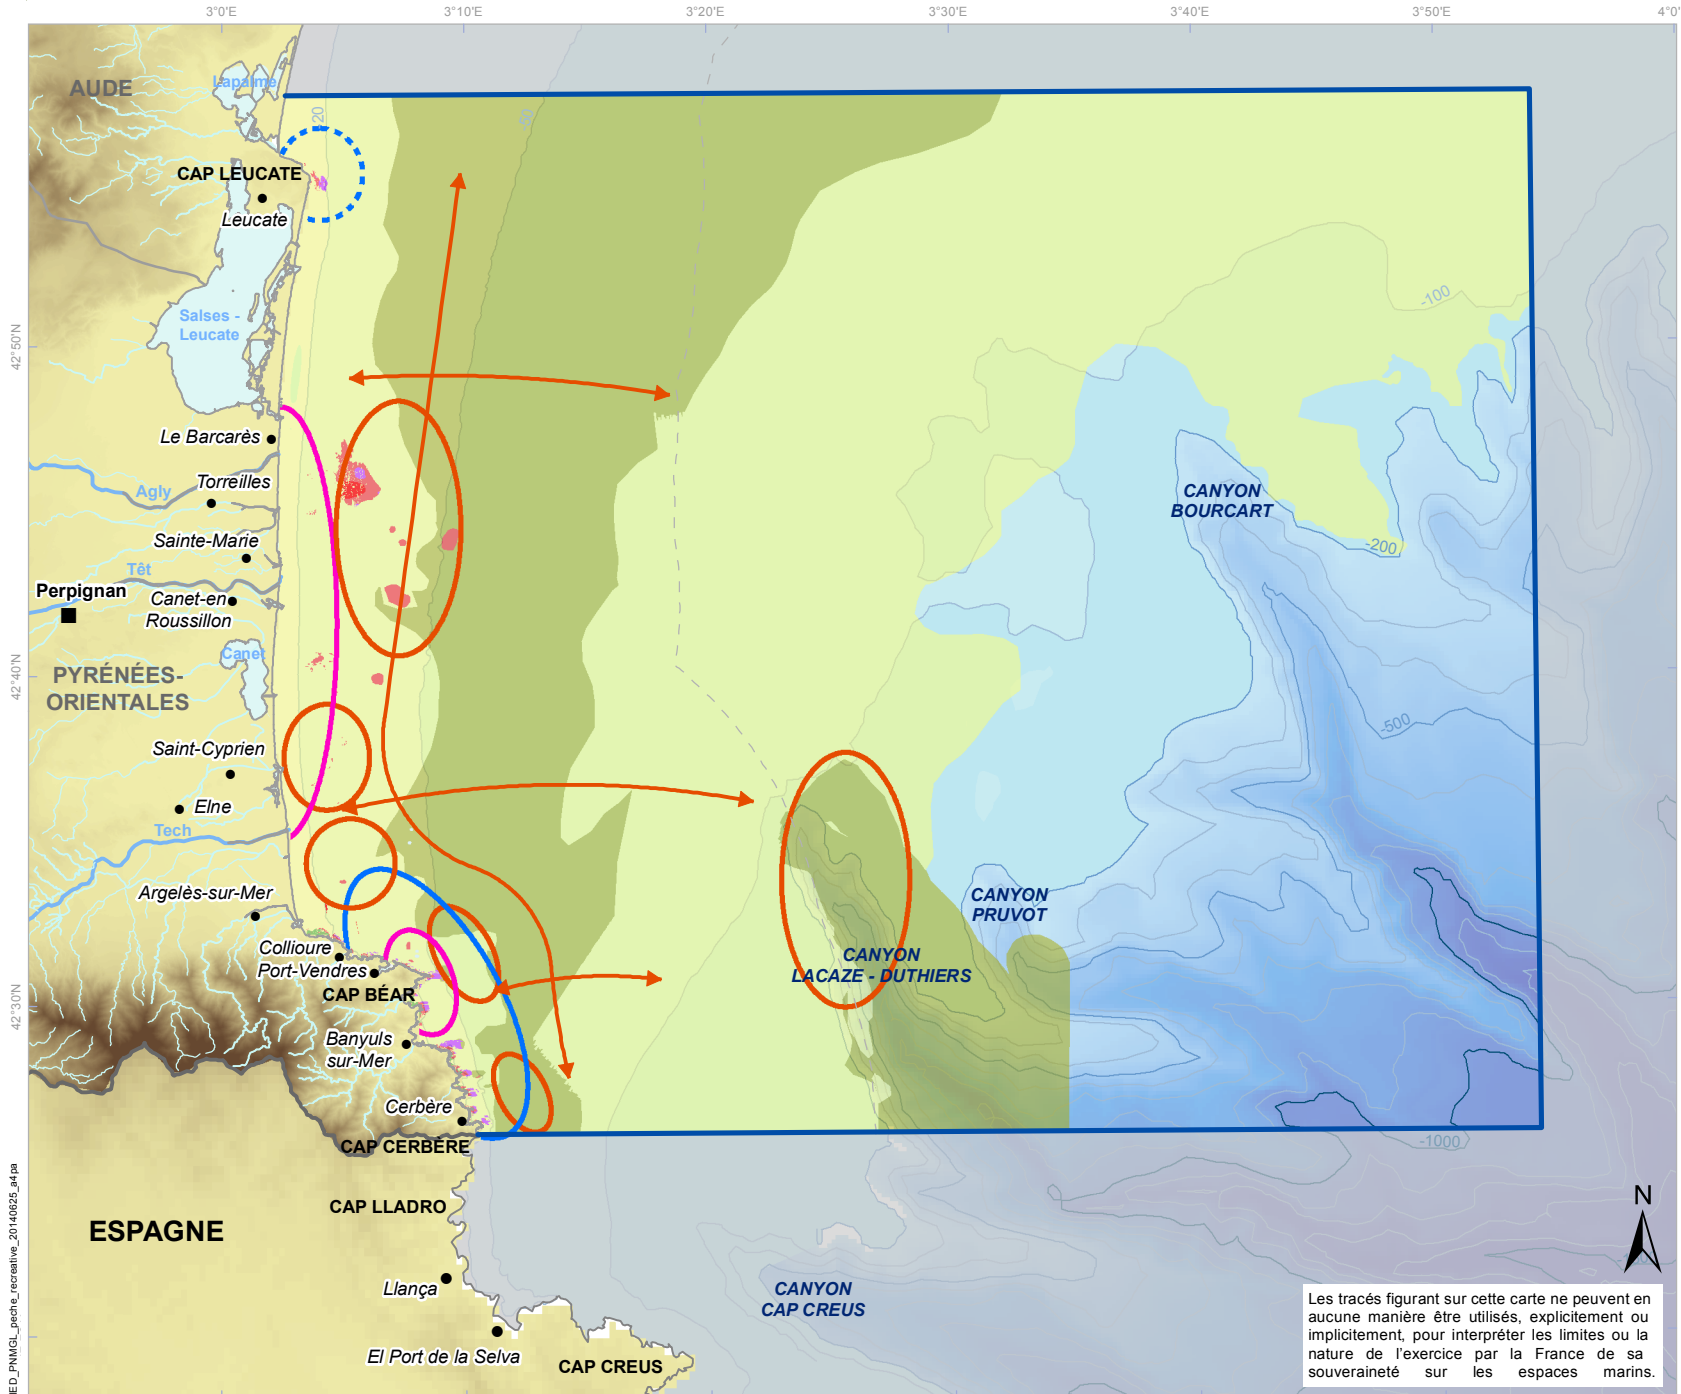 3°0'E
3°10'E
3°20'E
3°30'E
3°40'E
3°50'E
4°0'
AUDE
Lapalme
-20
-50
CAP LEUCATE
Leucate
Salses -
Leucate
-100
42°50'N
Le Barcarès
Torreilles
Agly
CANYON
BOURCART
-200
Sainte-Marie
Têt
Perpignan
Canet-en
Roussillon
Canet
42°40'N
PYRÉNÉES-
ORIENTALES
-500
Saint-Cyprien
Elne
Tech
Argelès-sur-Mer
CANYON
PRUVOT
Collioure
Port-Vendres
CANYON
LACAZE - DUTHIERS
CAP BÉAR
42°30'N
Banyuls
sur-Mer
Cerbère
CAP CERBÈRE
-1000
CAP LLADRO
ESPAGNE
N
Llança
CANYON
CAP CREUS
El Port de la Selva
CAP CREUS
IED_PNMGL_peche_recreative_20140625_a4pa
Les tracés figurant sur cette carte ne peuvent en
aucune manière être utilisés, explicitement ou
implicitement, pour interpréter les limites ou la
nature de l'exercice par la France de sa
souveraineté sur les espaces marins.